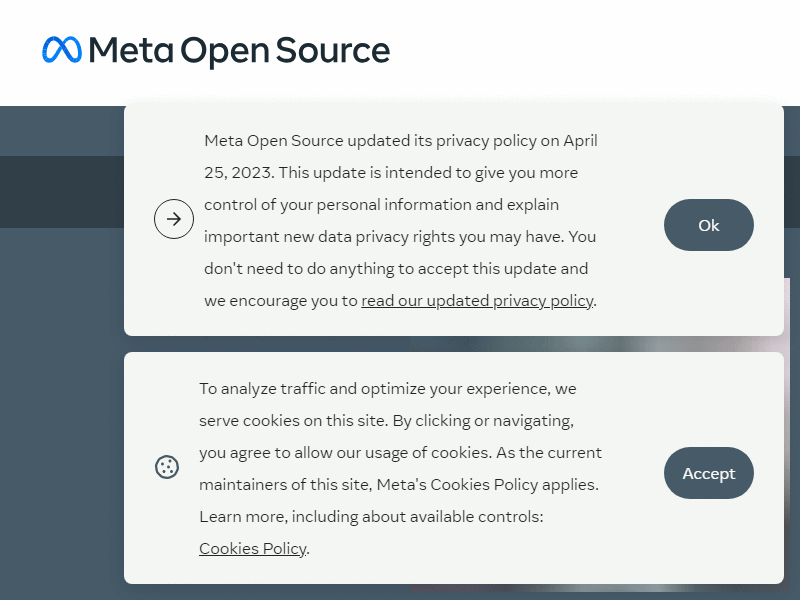 Meta Open Source
Meta Open Source updated its privacy policy on April
25, 2023. This update is intended to give you more
control of your personal information and explain
important new data privacy rights you may have. You
don't need to do anything to accept this update and
we encourage you to read our updated privacy policy.
Ok
To analyze traffic and optimize your experience, we
serve cookies on this site. By clicking or navigating,
you agree to allow our usage of cookies. As the current
maintainers of this site, Meta's Cookies Policy applies.
Learn more, including about available controls:
Cookies Policy.
Accept